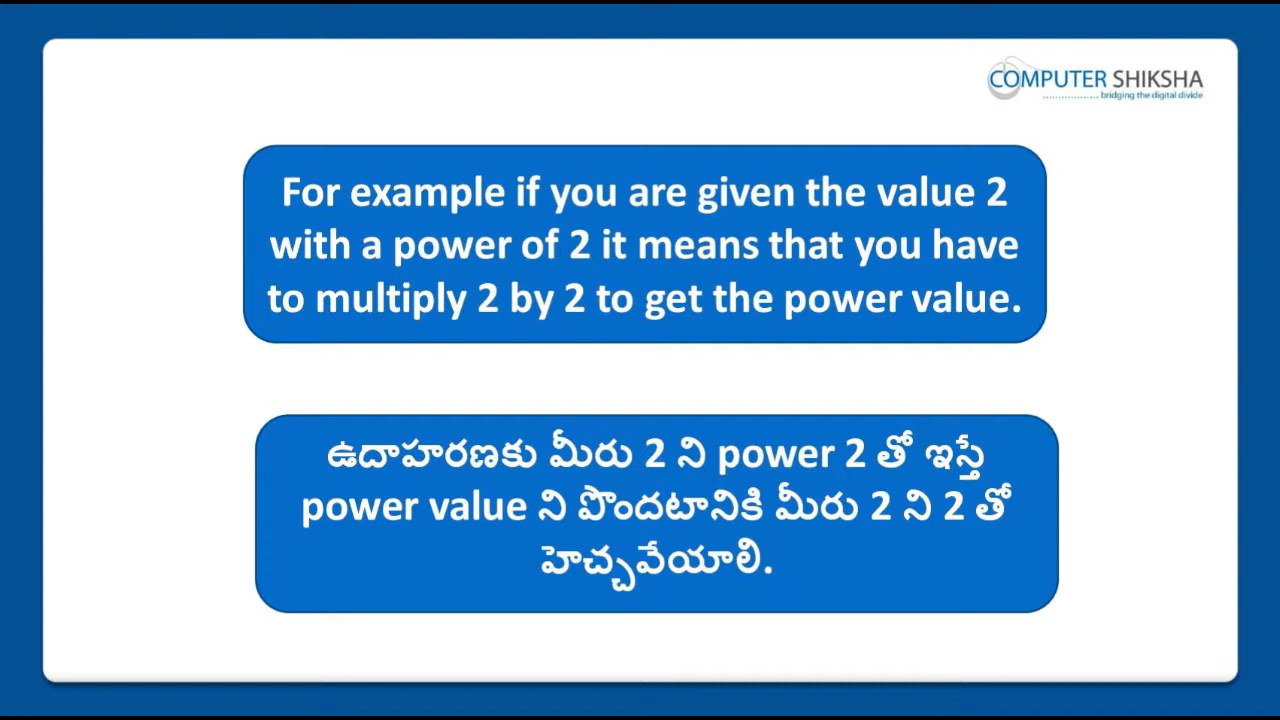 COMPUTER SHIKSHA
bridging the digital divide
For example if you are given the value 2
with a power of 2 it means that you have
to multiply 2 by 2 to get the power value.
ఉదాహరణకు మీరు 2 ని power 2 తో ఇస్తే
power value ని పొందటానికి మీరు 2 ని 2 తో
హెచ్చవేయాలి.